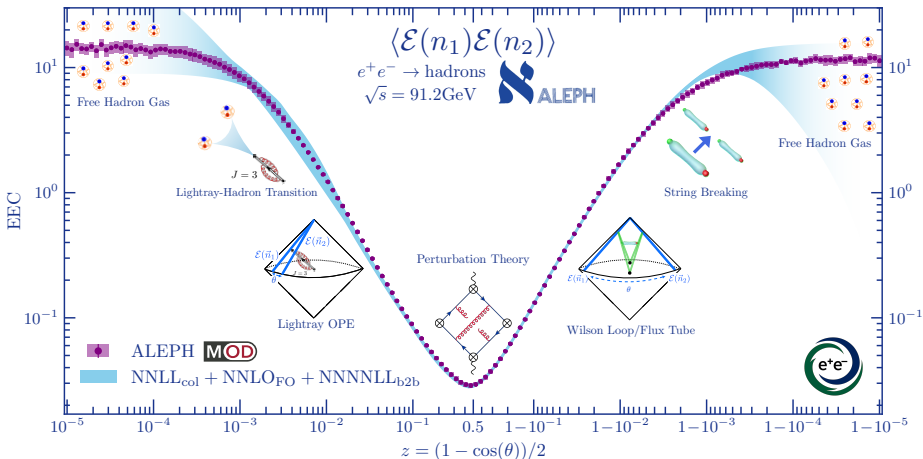 ⟨ℰ(n₁)ℰ(n₂)⟩
e⁺e⁻ → hadrons
√s = 91.2GeV
ℵ ALEPH
10¹
10⁰
10⁻¹
EEC
Free Hadron Gas
J = 3
Lightray-Hadron Transition
ℰ(n⃗₁)
ℰ(n⃗₂)
θ
J = 3
Lightray OPE
Perturbation Theory
ℰ(n⃗₁)
θ
ℰ(n⃗₂)
Wilson Loop/Flux Tube
String Breaking
Free Hadron Gas
10¹
10⁰
10⁻¹
ALEPH MOD
NNLL_col + NNLO_FO + NNNNLL_b2b
e⁺e⁻
10⁻⁵ 10⁻⁴ 10⁻³ 10⁻² 10⁻¹ 0.5 1−10⁻¹ 1−10⁻² 1−10⁻³ 1−10⁻⁴ 1−10⁻⁵
z = (1 − cos(θ))/2